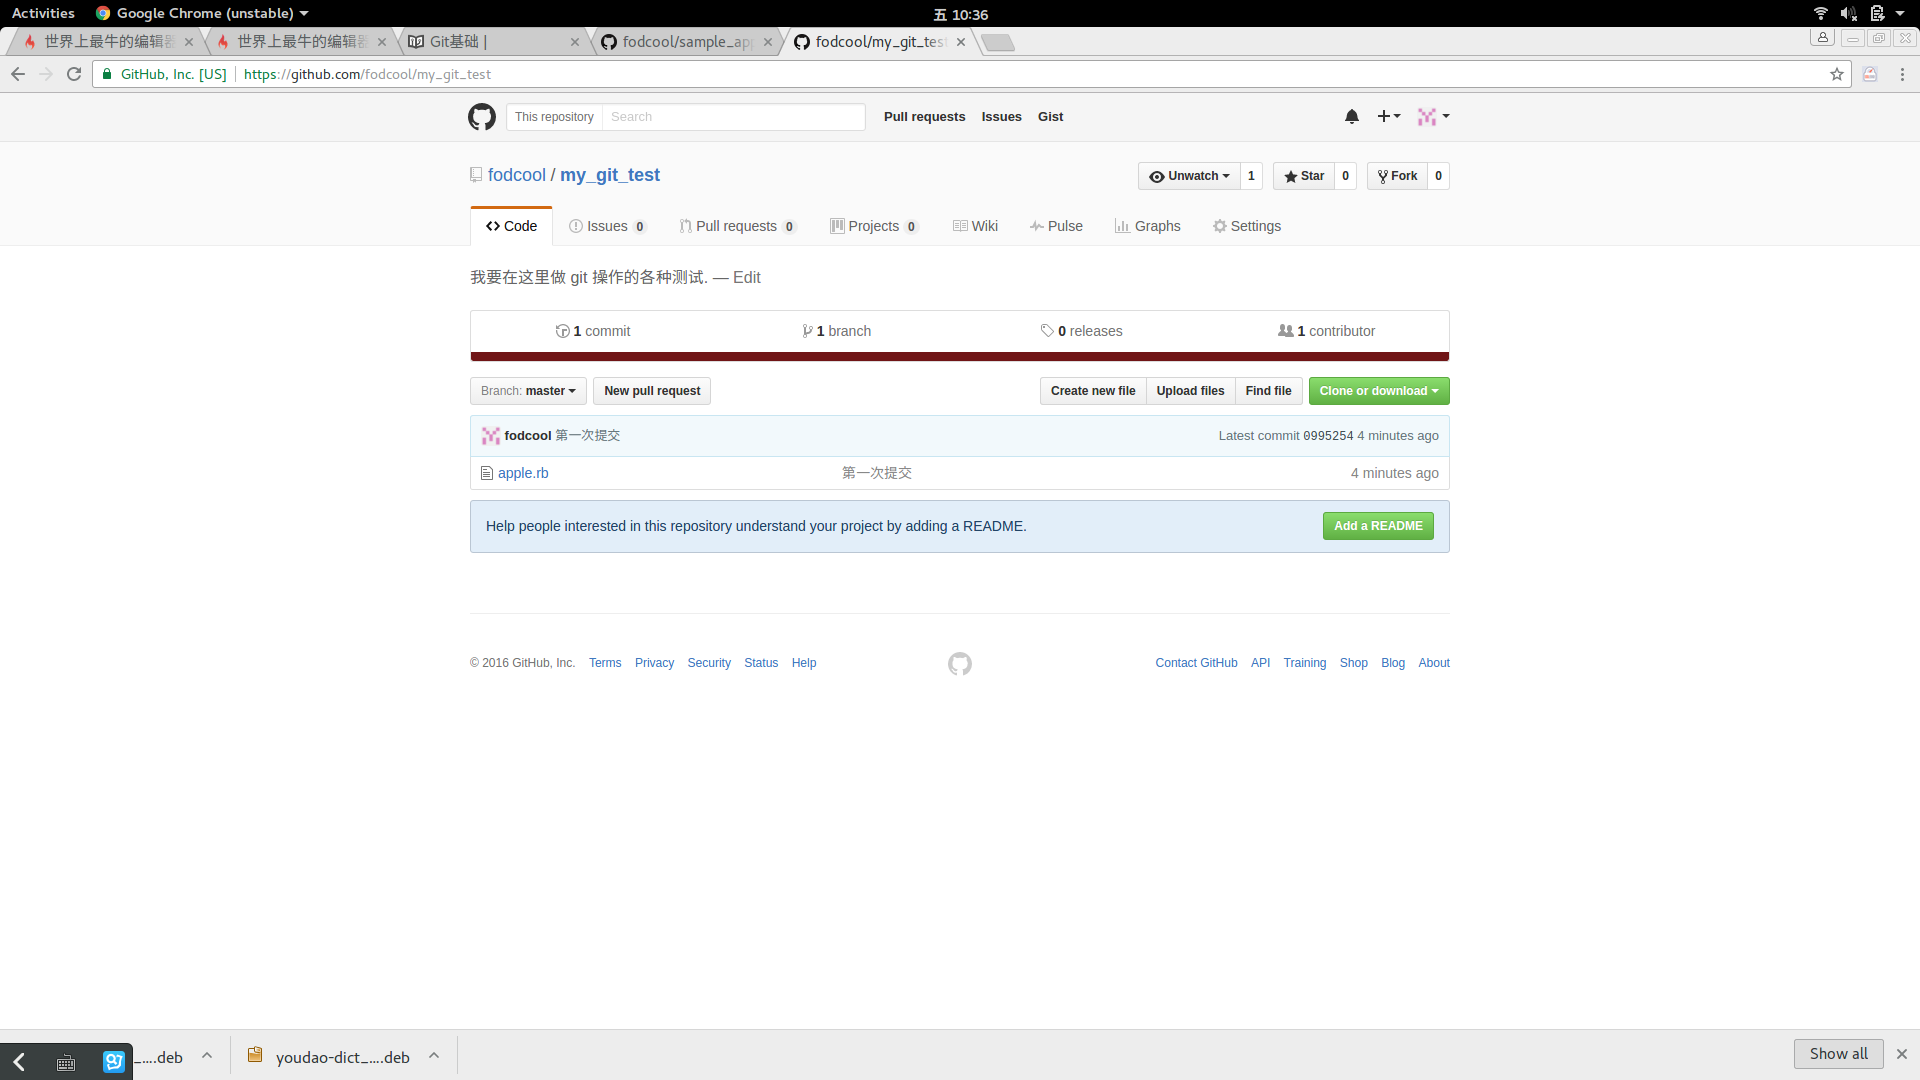 Activities Google Chrome (unstable) 五 10:36
世界上最牛的编辑器 世界上最牛的编辑器 Git基础 | fodcool/sample_app fodcool/my_git_test
GitHub, Inc. [US] https://github.com/fodcool/my_git_test
This repository Search Pull requests Issues Gist
fodcool / my_git_test Unwatch 1 Star 0 Fork 0
Code Issues 0 Pull requests 0 Projects 0 Wiki Pulse Graphs Settings
我要在这里做 git 操作的各种测试. — Edit
1 commit 1 branch 0 releases 1 contributor
Branch: master New pull request Create new file Upload files Find file Clone or download
fodcool 第一次提交 Latest commit 0995254 4 minutes ago
apple.rb 第一次提交 4 minutes ago
Help people interested in this repository understand your project by adding a README. Add a README
© 2016 GitHub, Inc. Terms Privacy Security Status Help Contact GitHub API Training Shop Blog About
_....deb youdao-dict_....deb Show all